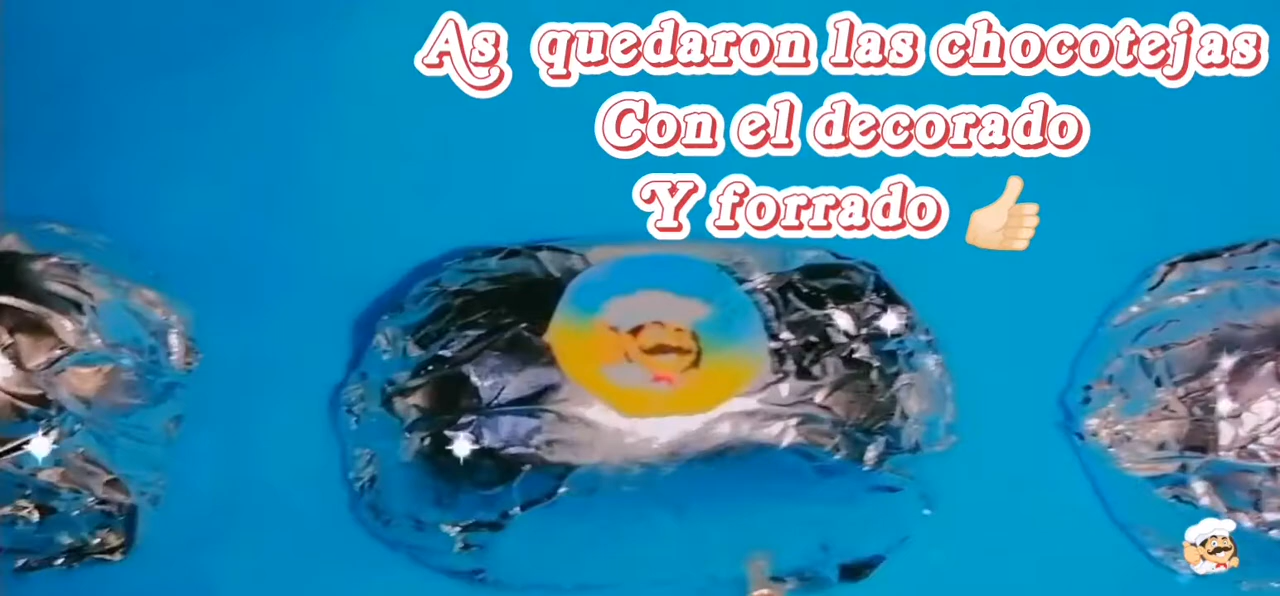 As quedaron las chocotejas
Con el decorado
Y forrado 👍🏻